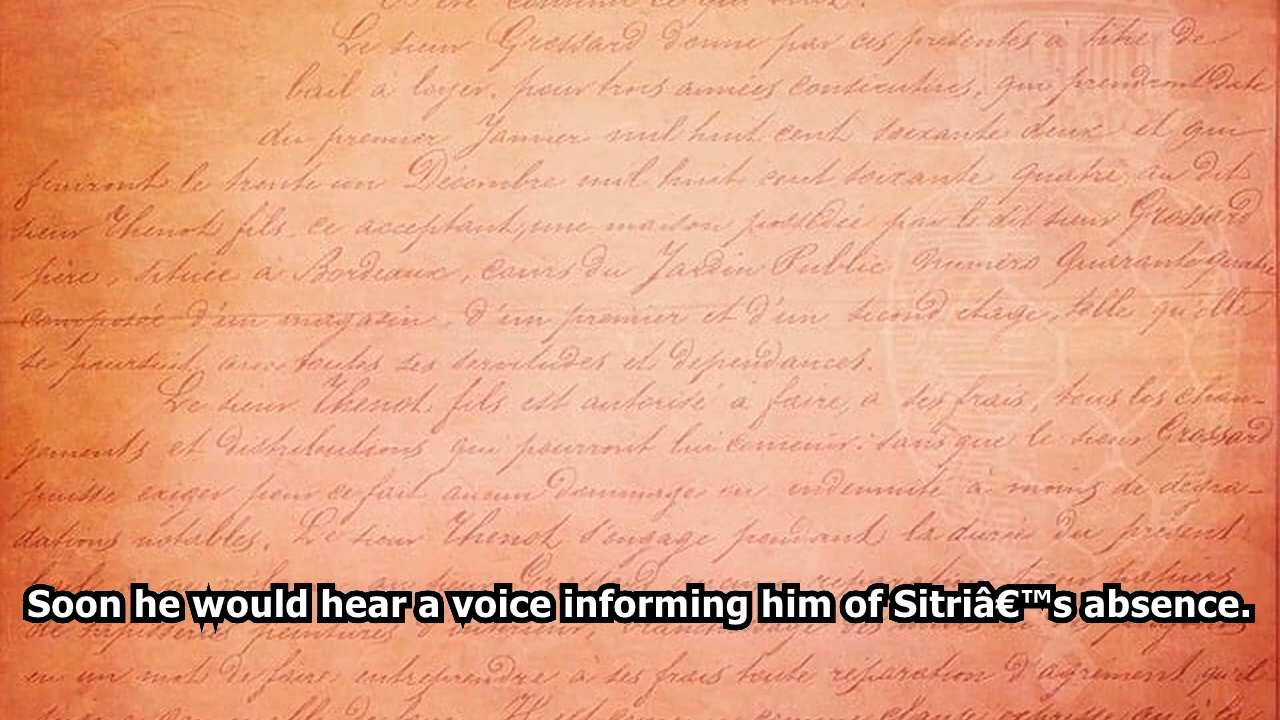 Le sieur Grossard donne par ces présentes à titre de
bail à loyer, pour trois années consécutives, qui prendront date
du premier Janvier mil huit cent soixante deux et qui
finiront le trente un Décembre mil huit cent soixante quatre au dit
sieur Thenot fils ce acceptant, une maison possédée par le dit sieur Grossard
père, située à Bordeaux, cours du Jardin Public Numéro Quarante quatre
composée d'un magasin, d'un premier et d'un second étage, telle qu'elle
se poursuit, avec toutes ses servitudes et dépendances.
Le sieur Thenot fils est autorisé à faire, à ses frais, tous les chan-
gements et distributions qui pourront lui convenir, sans que le sieur Grossard
puisse exiger pour ce fait aucun dommage ou indemnité à moins de dégra-
dations notables. Le sieur Thenot s'engage pendant la durée du présent
Soon he would hear a voice informing him of Sitriâ€™s absence.
de tapisseries peintures
en un mot de faire entreprendre à ses frais toute réparation d'agrément qu'il